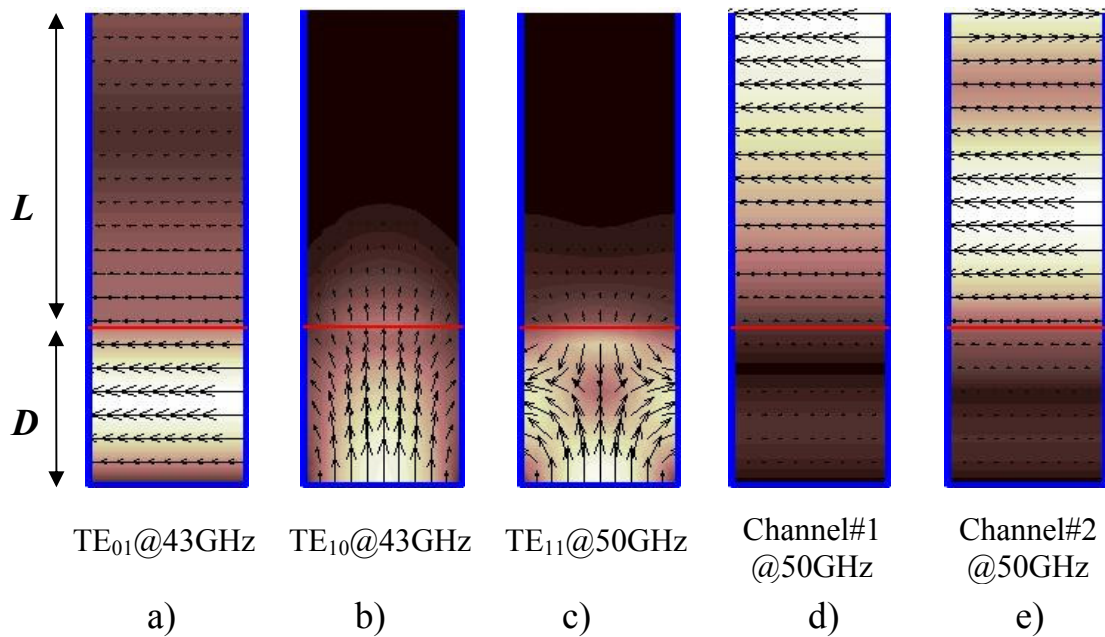 L
D
TE₀₁@43GHz
TE₁₀@43GHz
TE₁₁@50GHz
Channel#1
@50GHz
Channel#2
@50GHz
a)
b)
c)
d)
e)